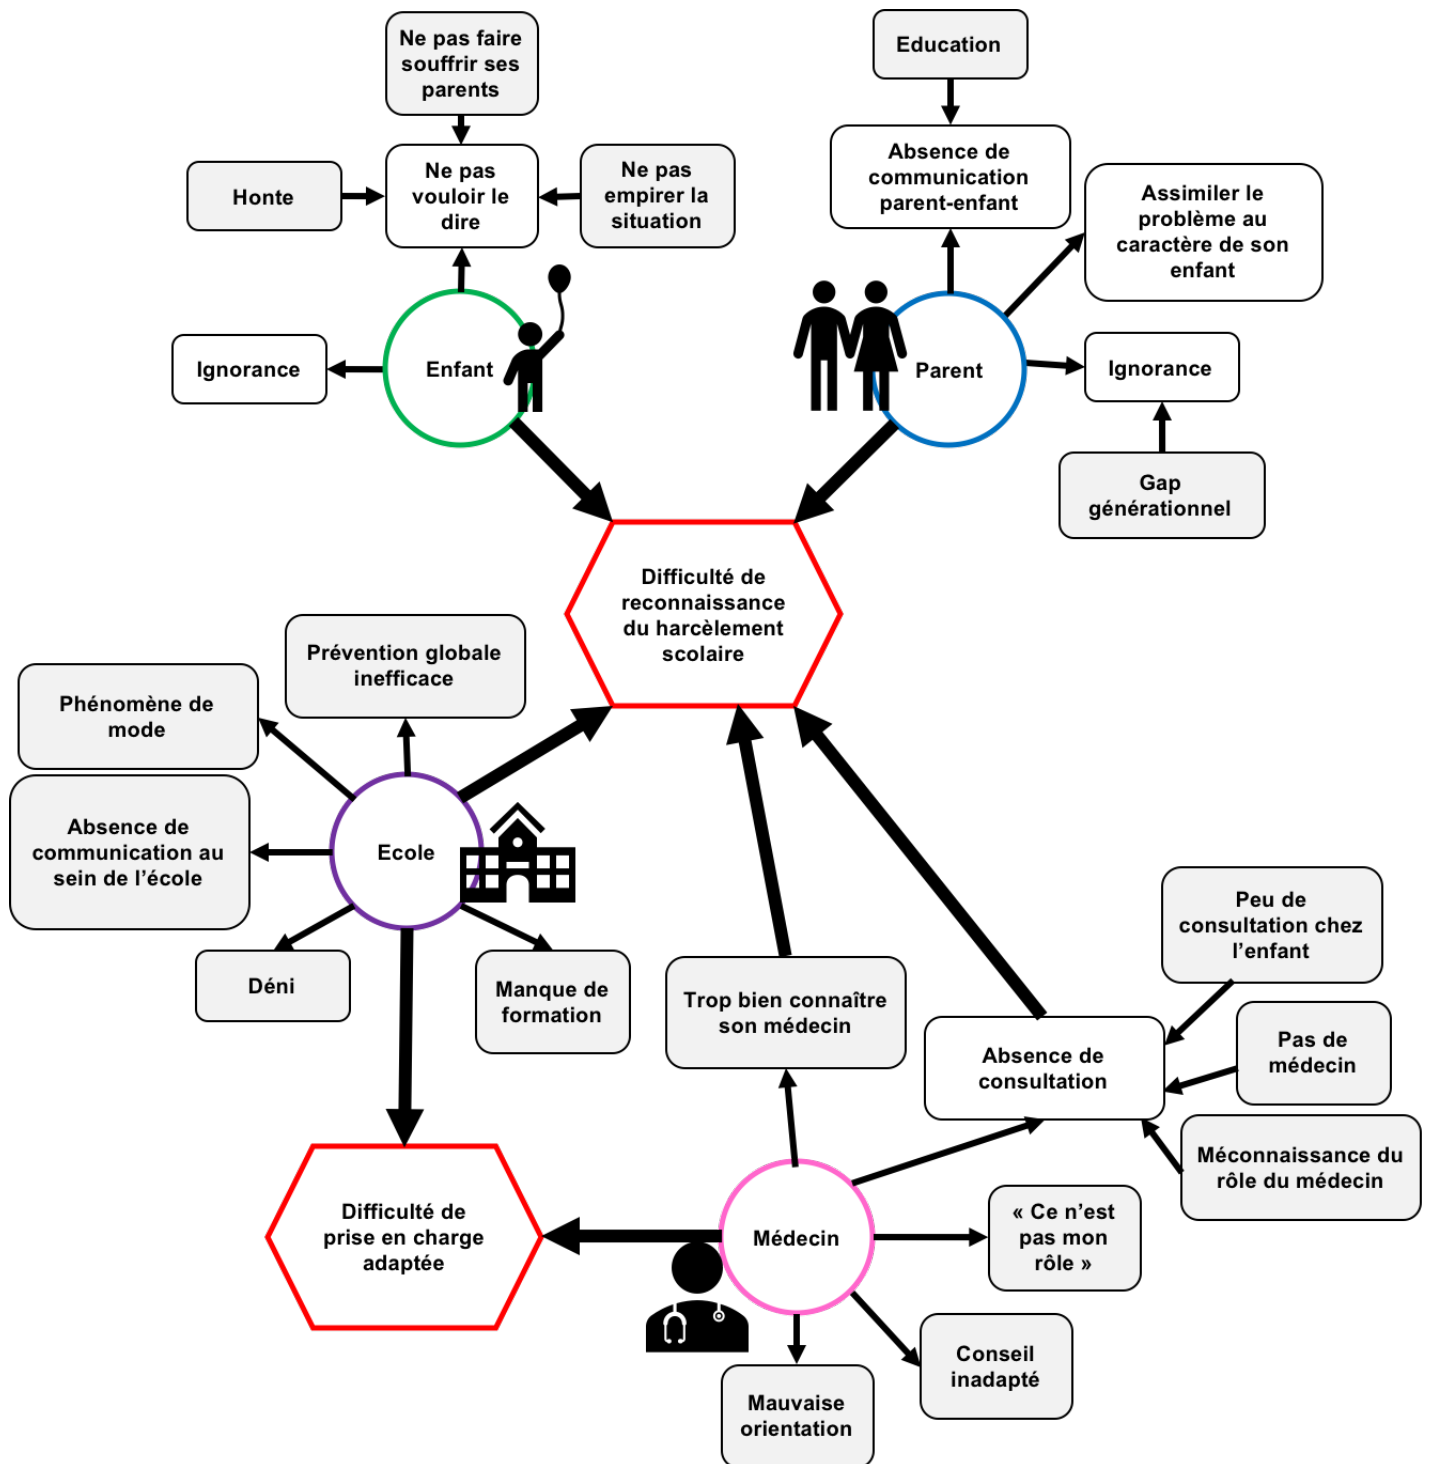 Ne pas faire
souffrir ses
parents
Education
Honte
Ne pas
vouloir le
dire
Ne pas
empirer la
situation
Absence de
communication
parent-enfant
Assimiler le
problème au
caractère de son
enfant
Ignorance
Enfant
Parent
Ignorance
Gap
générationnel
Difficulté de
reconnaissance
du harcèlement
scolaire
Prévention globale
inefficace
Phénomène de
mode
Absence de
communication au
sein de l’école
Ecole
Déni
Manque de
formation
Trop bien connaître
son médecin
Absence de
consultation
Peu de
consultation chez
l’enfant
Pas de
médecin
Méconnaissance du
rôle du médecin
Difficulté de
prise en charge
adaptée
Médecin
« Ce n’est
pas mon
rôle »
Conseil
inadapté
Mauvaise
orientation